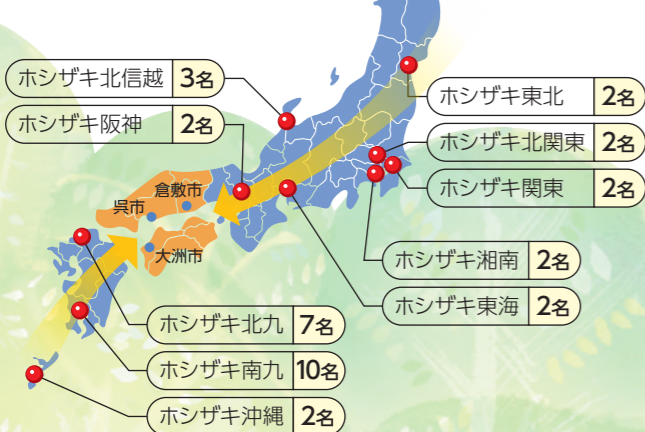 ホシザキ北信越 3名
ホシザキ阪神 2名
ホシザキ東北 2名
ホシザキ北関東 2名
ホシザキ関東 2名
倉敷市
呉市
大洲市
ホシザキ湘南 2名
ホシザキ東海 2名
ホシザキ北九 7名
ホシザキ南九 10名
ホシザキ沖縄 2名